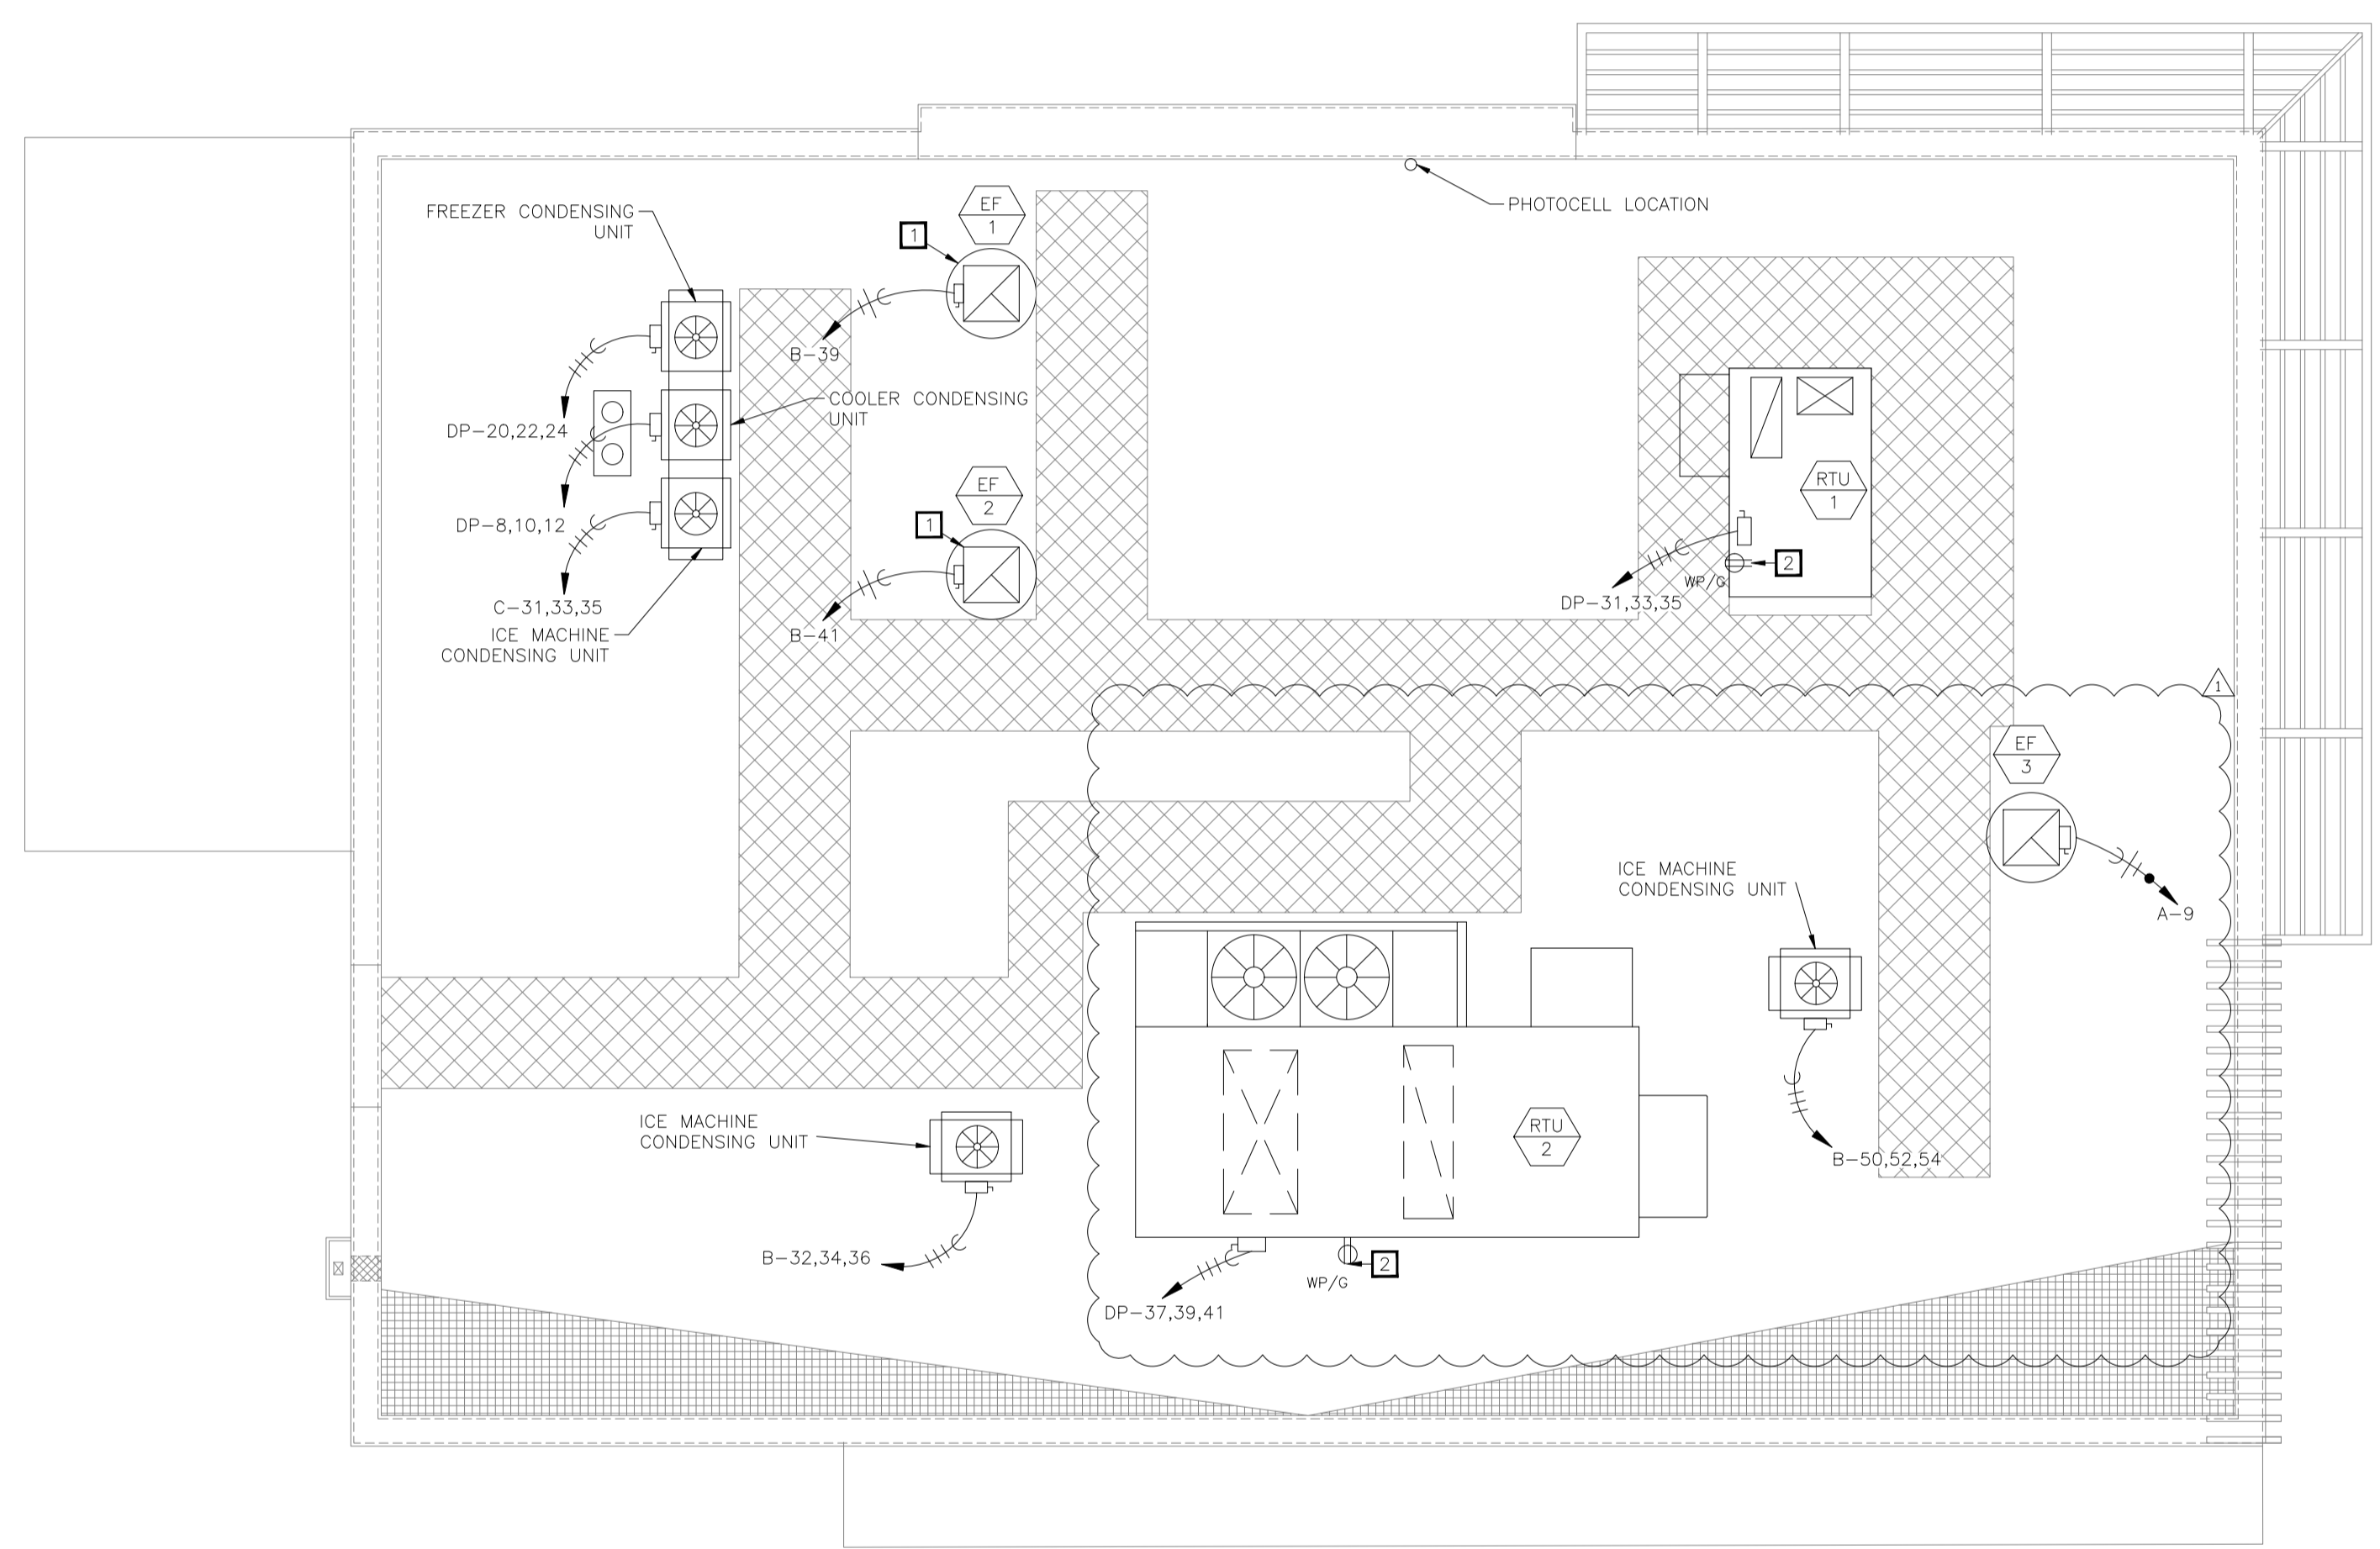 FREEZER CONDENSING
UNIT
EF
1
1
PHOTOCELL LOCATION
B-39
COOLER CONDENSING
UNIT
DP-20,22,24
EF
2
1
RTU
1
DP-8,10,12
2
WP/G
C-31,33,35
DP-31,33,35
ICE MACHINE
CONDENSING UNIT
B-41
1
EF
3
ICE MACHINE
CONDENSING UNIT
A-9
ICE MACHINE
CONDENSING UNIT
RTU
2
B-50,52,54
B-32,34,36
2
WP/G
DP-37,39,41